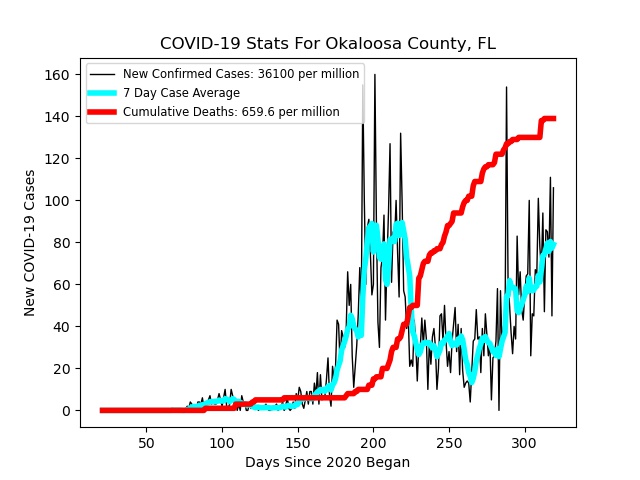 COVID-19 Stats For Okaloosa County, FL
New Confirmed Cases: 36100 per million
7 Day Case Average
Cumulative Deaths: 659.6 per million
New COVID-19 Cases
160
140
120
100
80
60
40
20
0
50
100
150
200
250
300
Days Since 2020 Began